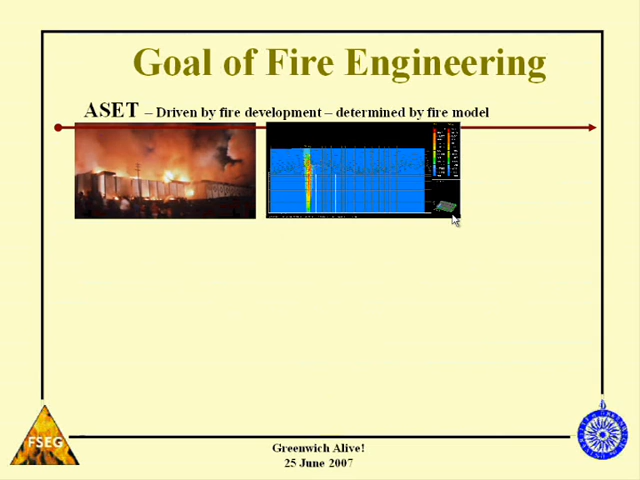 Goal of Fire Engineering
ASET – Driven by fire development – determined by fire model
FSEG
Greenwich Alive!
25 June 2007